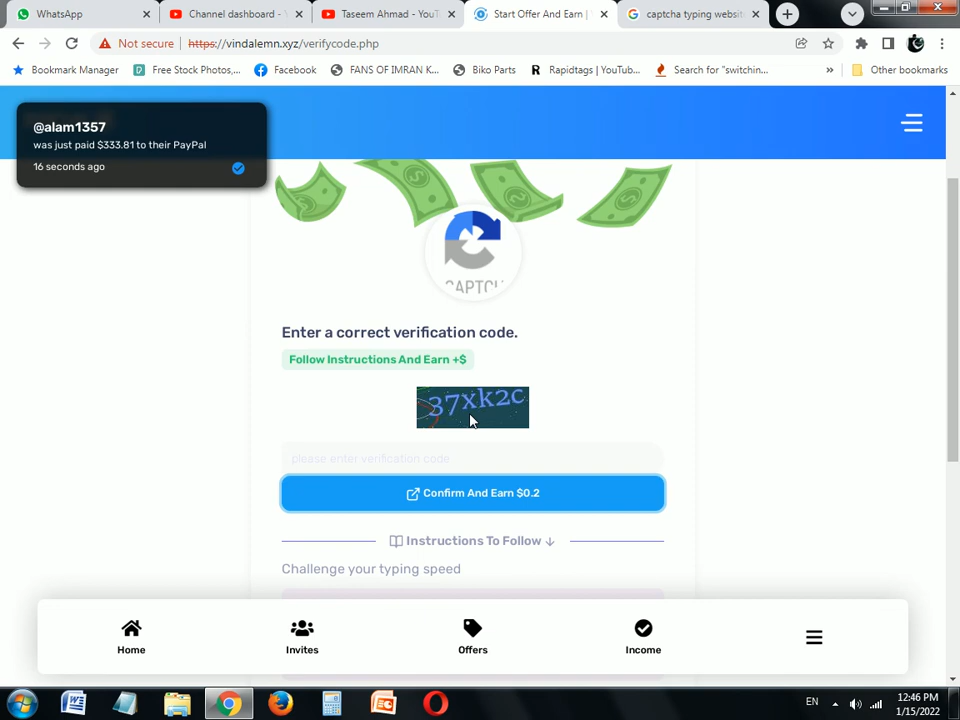 WhatsApp
Channel dashboard - Y
Taseem Ahmad - YouT
Start Offer And Earn |
captcha typing websit
Not secure
https://vindalemn.xyz/verifycode.php
Bookmark Manager
Free Stock Photos,...
Facebook
FANS OF IMRAN K...
Biko Parts
Rapidtags | YouTub...
Search for "switchin...
»
Other bookmarks
@alam1357
was just paid $333.81 to their PayPal
16 seconds ago
CAPTCH
Enter a correct verification code.
Follow Instructions And Earn +$
37xk2c
please enter verification code
Confirm And Earn $0.2
Instructions To Follow ↓
Challenge your typing speed
Home
Invites
Offers
Income
EN
12:46 PM
1/15/2022